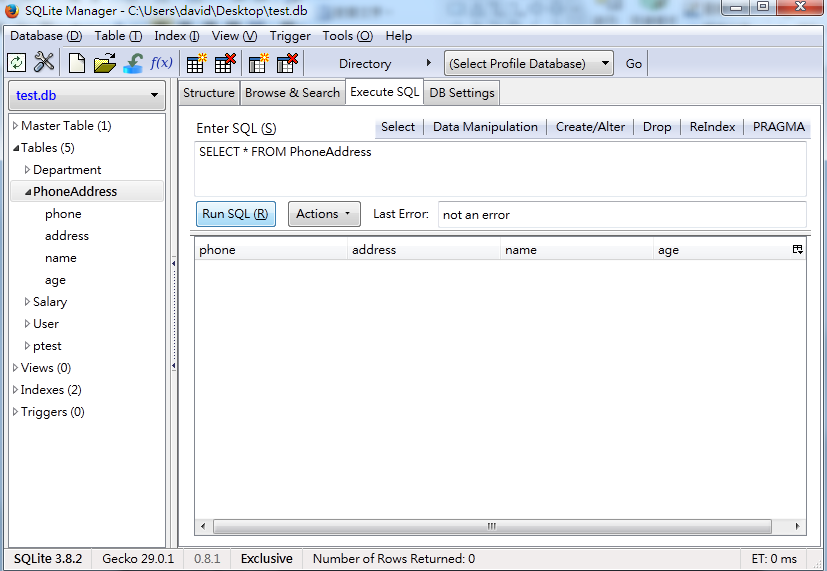 SQLite Manager - C:\Users\david\Desktop\test.db
Database (D) Table (T) Index (I) View (V) Trigger Tools (O) Help
f(x) Directory (Select Profile Database) Go
test.db
Structure Browse & Search Execute SQL DB Settings
Master Table (1)
Tables (5)
Department
PhoneAddress
phone
address
name
age
Salary
User
ptest
Views (0)
Indexes (2)
Triggers (0)
Enter SQL (S) Select Data Manipulation Create/Alter Drop ReIndex PRAGMA
SELECT * FROM PhoneAddress
Run SQL (R) Actions Last Error: not an error
phone address name age
SQLite 3.8.2 Gecko 29.0.1 0.8.1 Exclusive Number of Rows Returned: 0 ET: 0 ms